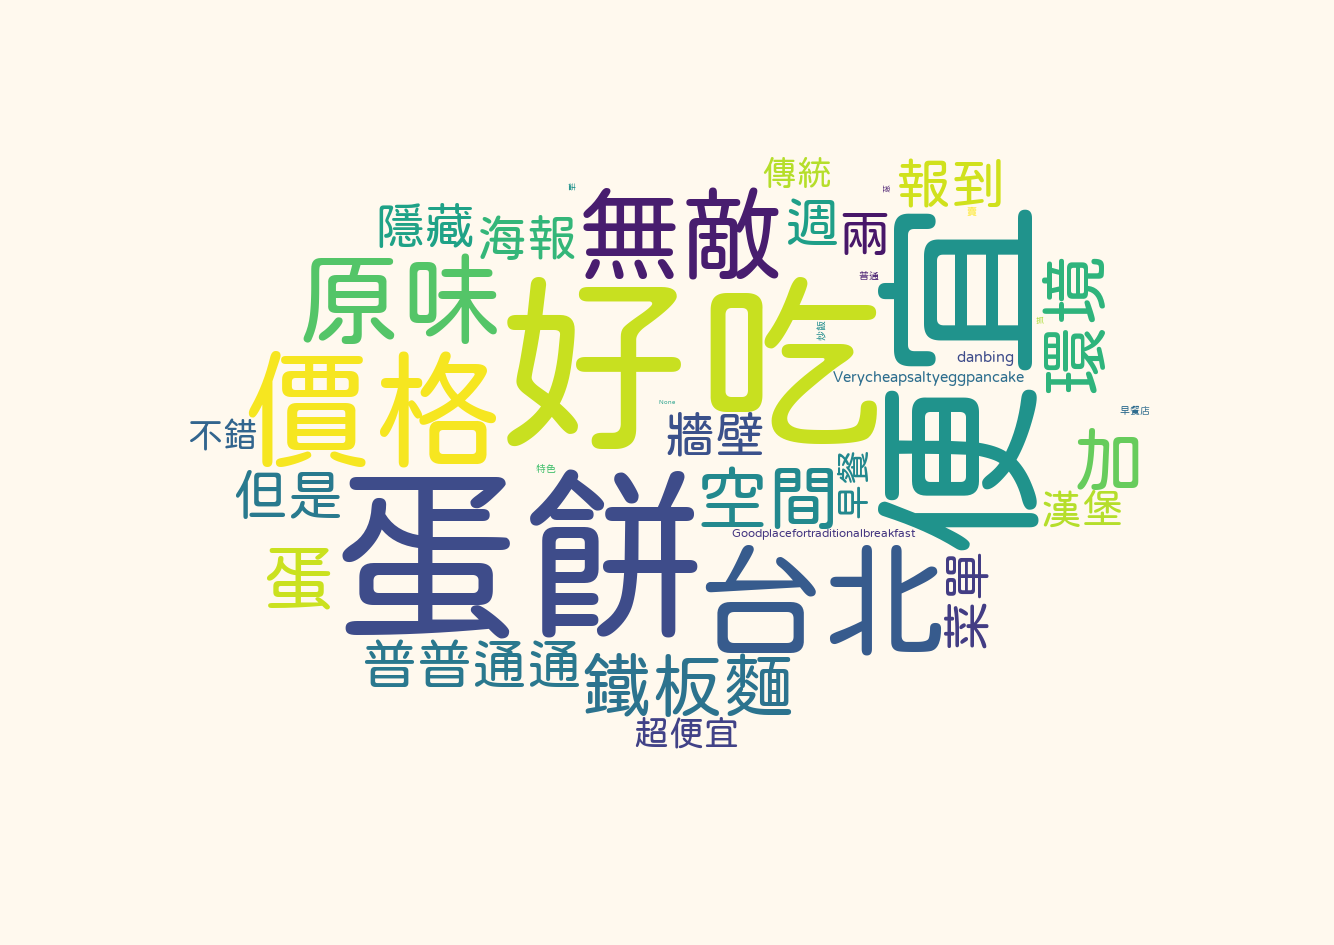 傳統
報到
隱藏
海報
無敵
週
兩
原味
好吃
便宜
普通
環境
炒飯
danbing
Verycheapsaltyeggpancake
價格
None
不錯
牆壁
早餐店
加
特色
但是
蛋餅
空間
早餐
漢堡
Goodplacefortraditionalbreakfast
蛋
台北
菜單
普普通通
鐵板麵
超便宜